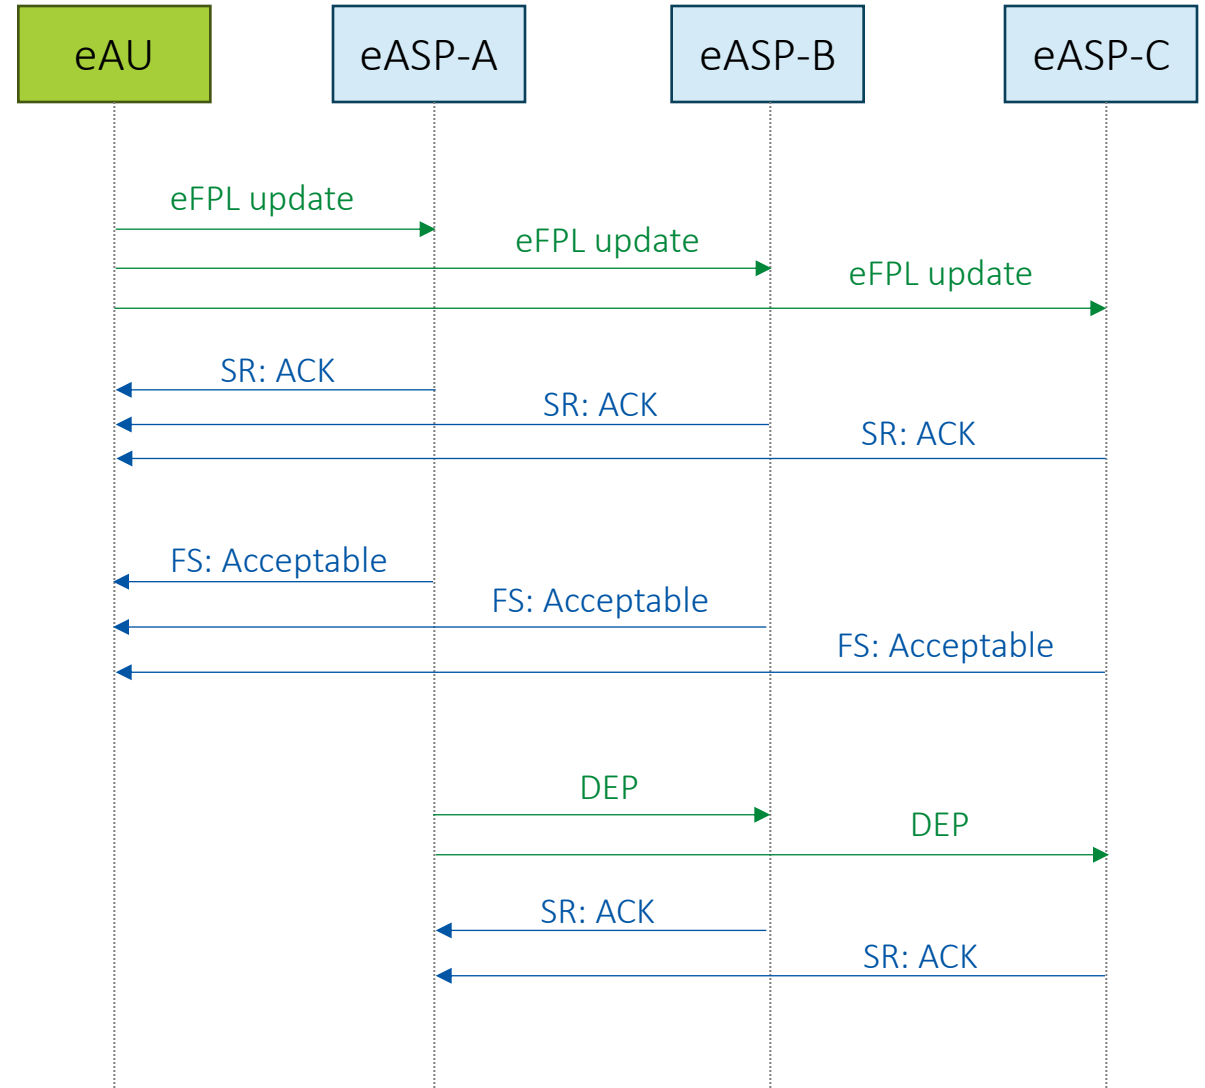 eAU
eASP-A
eASP-B
eASP-C
eFPL update
eFPL update
eFPL update
SR: ACK
SR: ACK
SR: ACK
FS: Acceptable
FS: Acceptable
FS: Acceptable
DEP
DEP
SR: ACK
SR: ACK